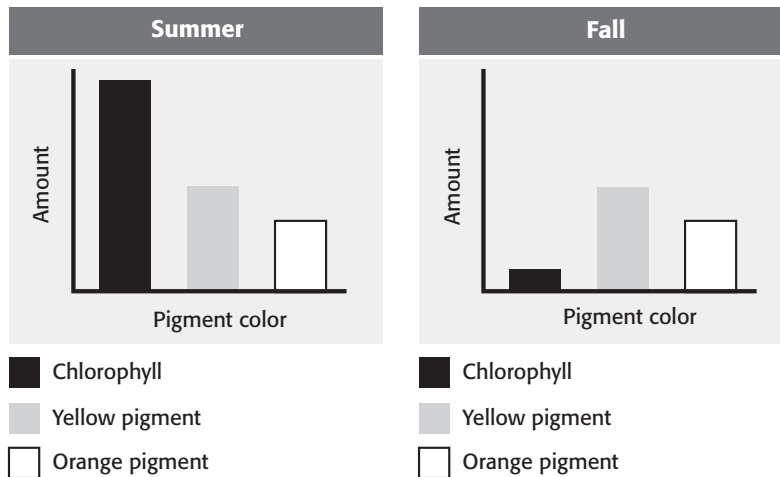 Summer
Amount
Pigment color
Chlorophyll
Yellow pigment
Orange pigment
Fall
Amount
Pigment color
Chlorophyll
Yellow pigment
Orange pigment